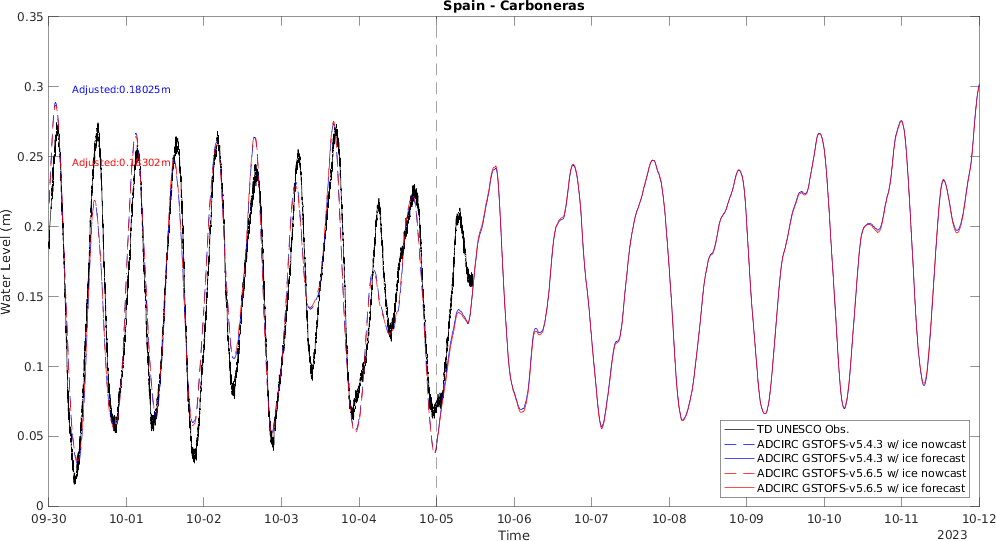 Spain - Carboneras
0.35
0.3
0.25
0.2
0.15
0.1
0.05
0
Water Level (m)
Adjusted:0.18025m
Adjusted:0.18302m
TD UNESCO Obs.
ADCIRC GSTOFS-v5.4.3 w/ ice nowcast
ADCIRC GSTOFS-v5.4.3 w/ ice forecast
ADCIRC GSTOFS-v5.6.5 w/ ice nowcast
ADCIRC GSTOFS-v5.6.5 w/ ice forecast
09-30 10-01 10-02 10-03 10-04 10-05 10-06 10-07 10-08 10-09 10-10 10-11 10-12
Time
2023